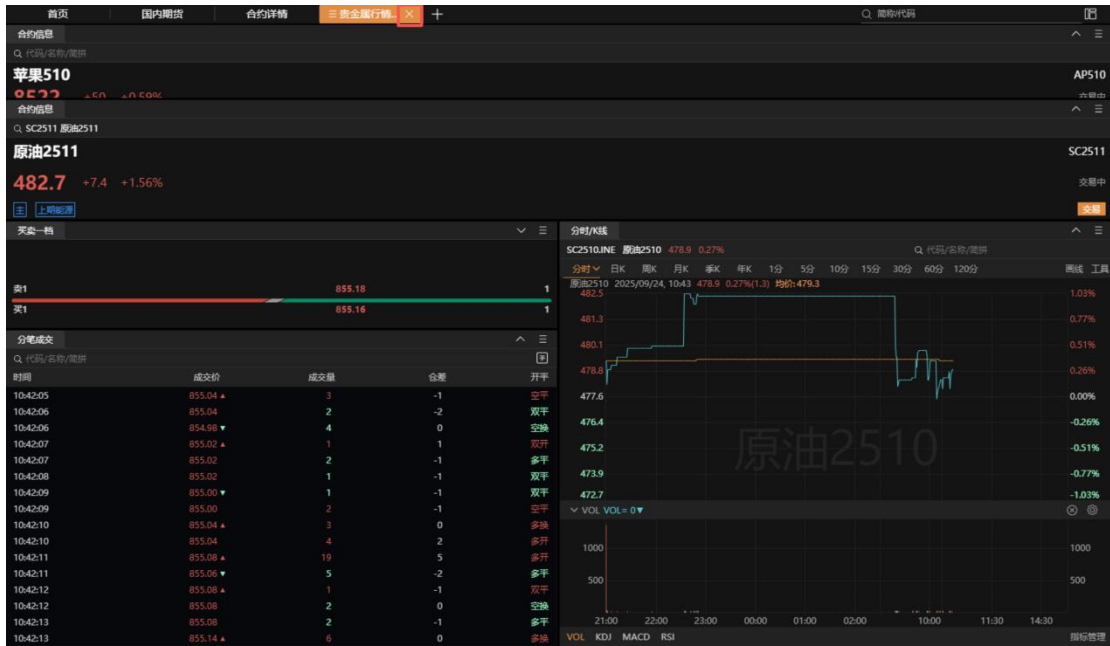 首页 国内期货 合约详情 贵金属行情.. × +
简称/代码
合约信息
代码/名称/简拼
苹果510 AP510
8522 +50 +0.59% 交易中
合约信息
SC2511 原油2511
原油2511 SC2511
482.7 +7.4 +1.56% 交易中
主 上期能源 交易
买卖一档
卖1 855.18 1
买1 855.16 1
分笔成交
代码/名称/简拼
时间 成交价 成交量 仓差 开平
10:42:05 855.04▲ 3 -1 空平
10:42:06 855.04 2 -2 双平
10:42:06 854.98▼ 4 0 空换
10:42:07 855.02▲ 1 1 双开
10:42:07 855.02 2 -1 多平
10:42:08 855.02 1 -1 双平
10:42:09 855.00▼ 1 -1 双平
10:42:09 855.00 2 -1 空平
10:42:10 855.04▲ 3 0 多换
10:42:10 855.04 4 2 多开
10:42:11 855.08▲ 19 5 多开
10:42:11 855.06▼ 5 -2 多平
10:42:12 855.08▲ 1 -1 双平
10:42:12 855.08 2 0 空换
10:42:13 855.08 2 -1 多平
10:42:13 855.14▲ 6 0 多换
分时/K线
SC2510.INE 原油2510 478.9 0.27% 代码/名称/简拼
分时 日K 周K 月K 季K 年K 1分 5分 10分 15分 30分 60分 120分 画线 工具
原油2510 2025/09/24, 10:43 478.9 0.27%(1.3) 均价: 479.3
482.5 1.03%
481.3 0.77%
480.1 0.51%
478.8 0.26%
477.6 0.00%
476.4 -0.26%
原油2510
475.2 -0.51%
473.9 -0.77%
472.7 -1.03%
VOL VOL= 0▼
1000 1000
500 500
21:00 22:00 23:00 00:00 01:00 02:00 10:00 11:30 14:30
VOL KDJ MACD RSI 指标管理